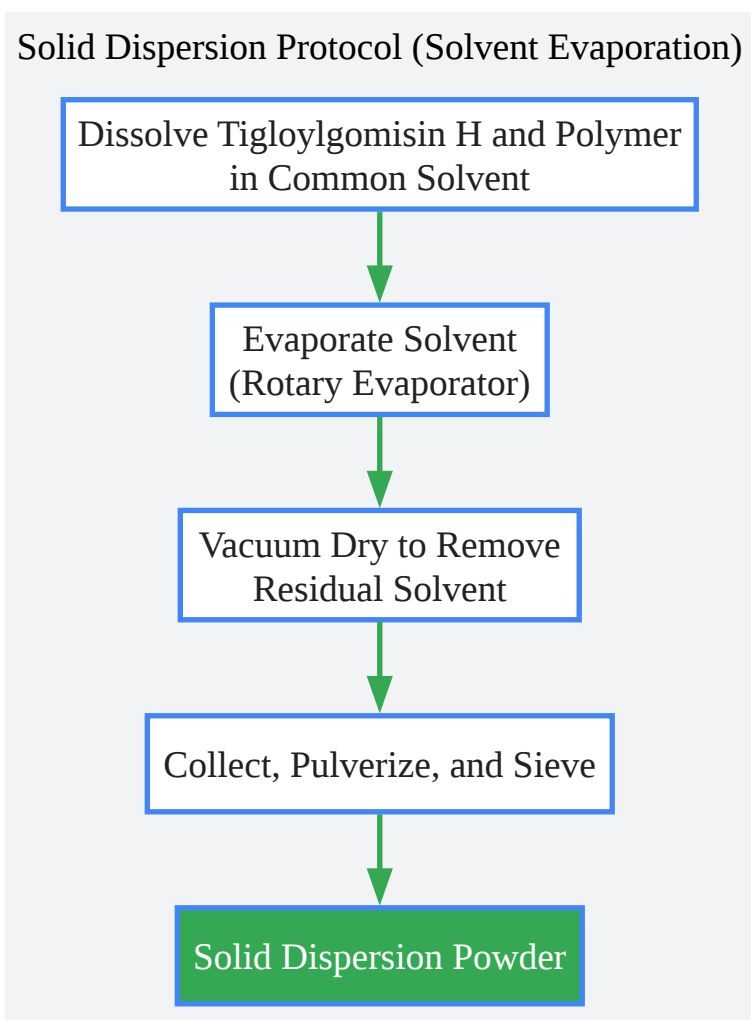 Solid Dispersion Protocol (Solvent Evaporation)
Dissolve Tigloylgomisin H and Polymer
in Common Solvent
Evaporate Solvent
(Rotary Evaporator)
Vacuum Dry to Remove
Residual Solvent
Collect, Pulverize, and Sieve
Solid Dispersion Powder